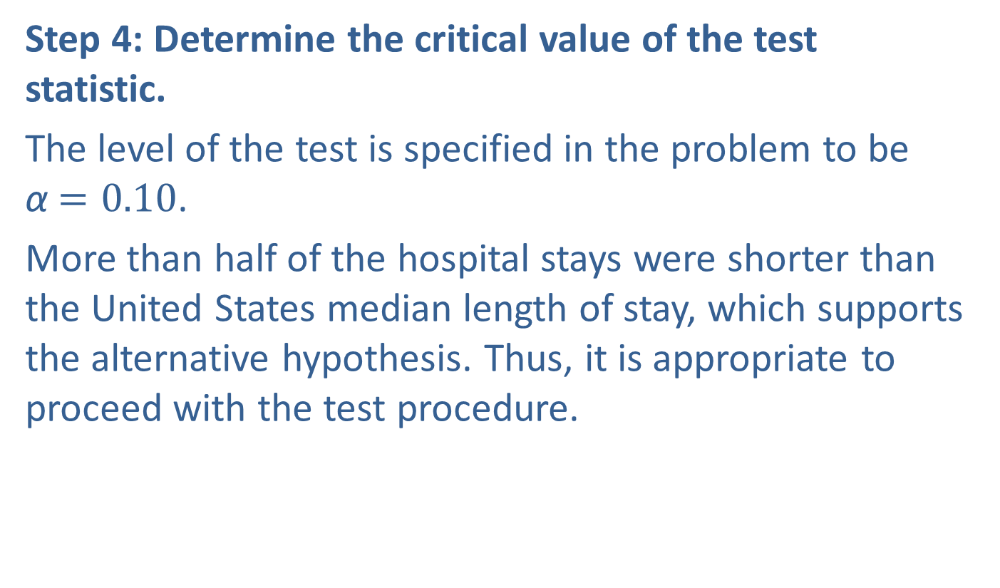 Step 4: Determine the critical value of the test
statistic.
The level of the test is specified in the problem to be
α = 0.10.
More than half of the hospital stays were shorter than
the United States median length of stay, which supports
the alternative hypothesis. Thus, it is appropriate to
proceed with the test procedure.